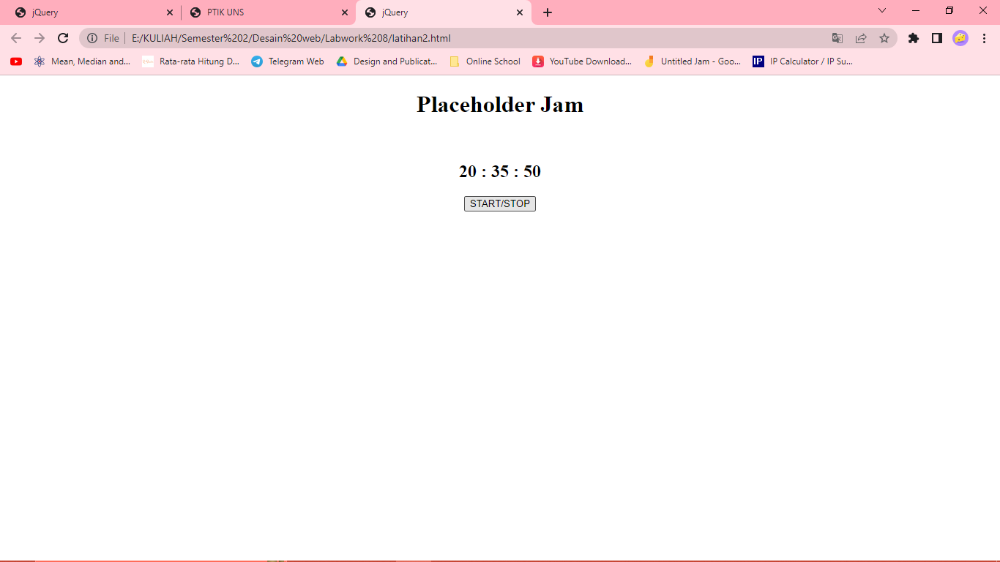 jQuery
PTIK UNS
jQuery
File
E:/KULIAH/Semester%202/Desain%20web/Labwork%208/latihan2.html
Mean, Median and...
Rata-rata Hitung D...
Telegram Web
Design and Publicat...
Online School
YouTube Download...
Untitled Jam - Goo...
IP
IP Calculator / IP Su...
Placeholder Jam
20 : 35 : 50
START/STOP